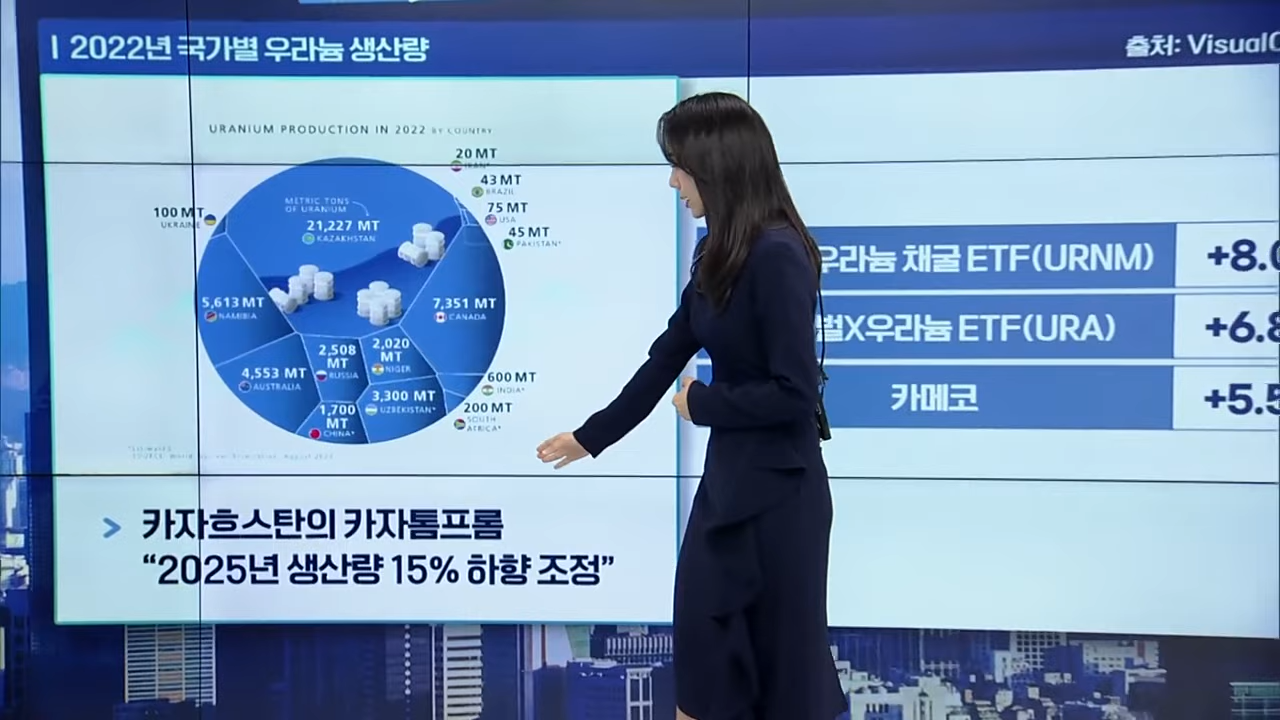 2022년 국가별 우라늄 생산량
출처: Visual
URANIUM PRODUCTION IN 2022 BY COUNTRY
20 MT
IRAN*
43 MT
BRAZIL
75 MT
USA
45 MT
PAKISTAN*
100 MT
UKRAINE
METRIC TONS
OF URANIUM
21,227 MT
KAZAKHSTAN
5,613 MT
NAMIBIA
7,351 MT
CANADA
2,508
MT
RUSSIA
2,020
MT
NIGER
4,553 MT
AUSTRALIA
3,300 MT
UZBEKISTAN*
1,700
MT
CHINA*
600 MT
INDIA*
200 MT
SOUTH
AFRICA*
카자흐스탄의 카자톰프롬
“2025년 생산량 15% 하향 조정”
우라늄 채굴 ETF(URNM) +8.0
벌X우라늄 ETF(URA) +6.8
카메코 +5.5